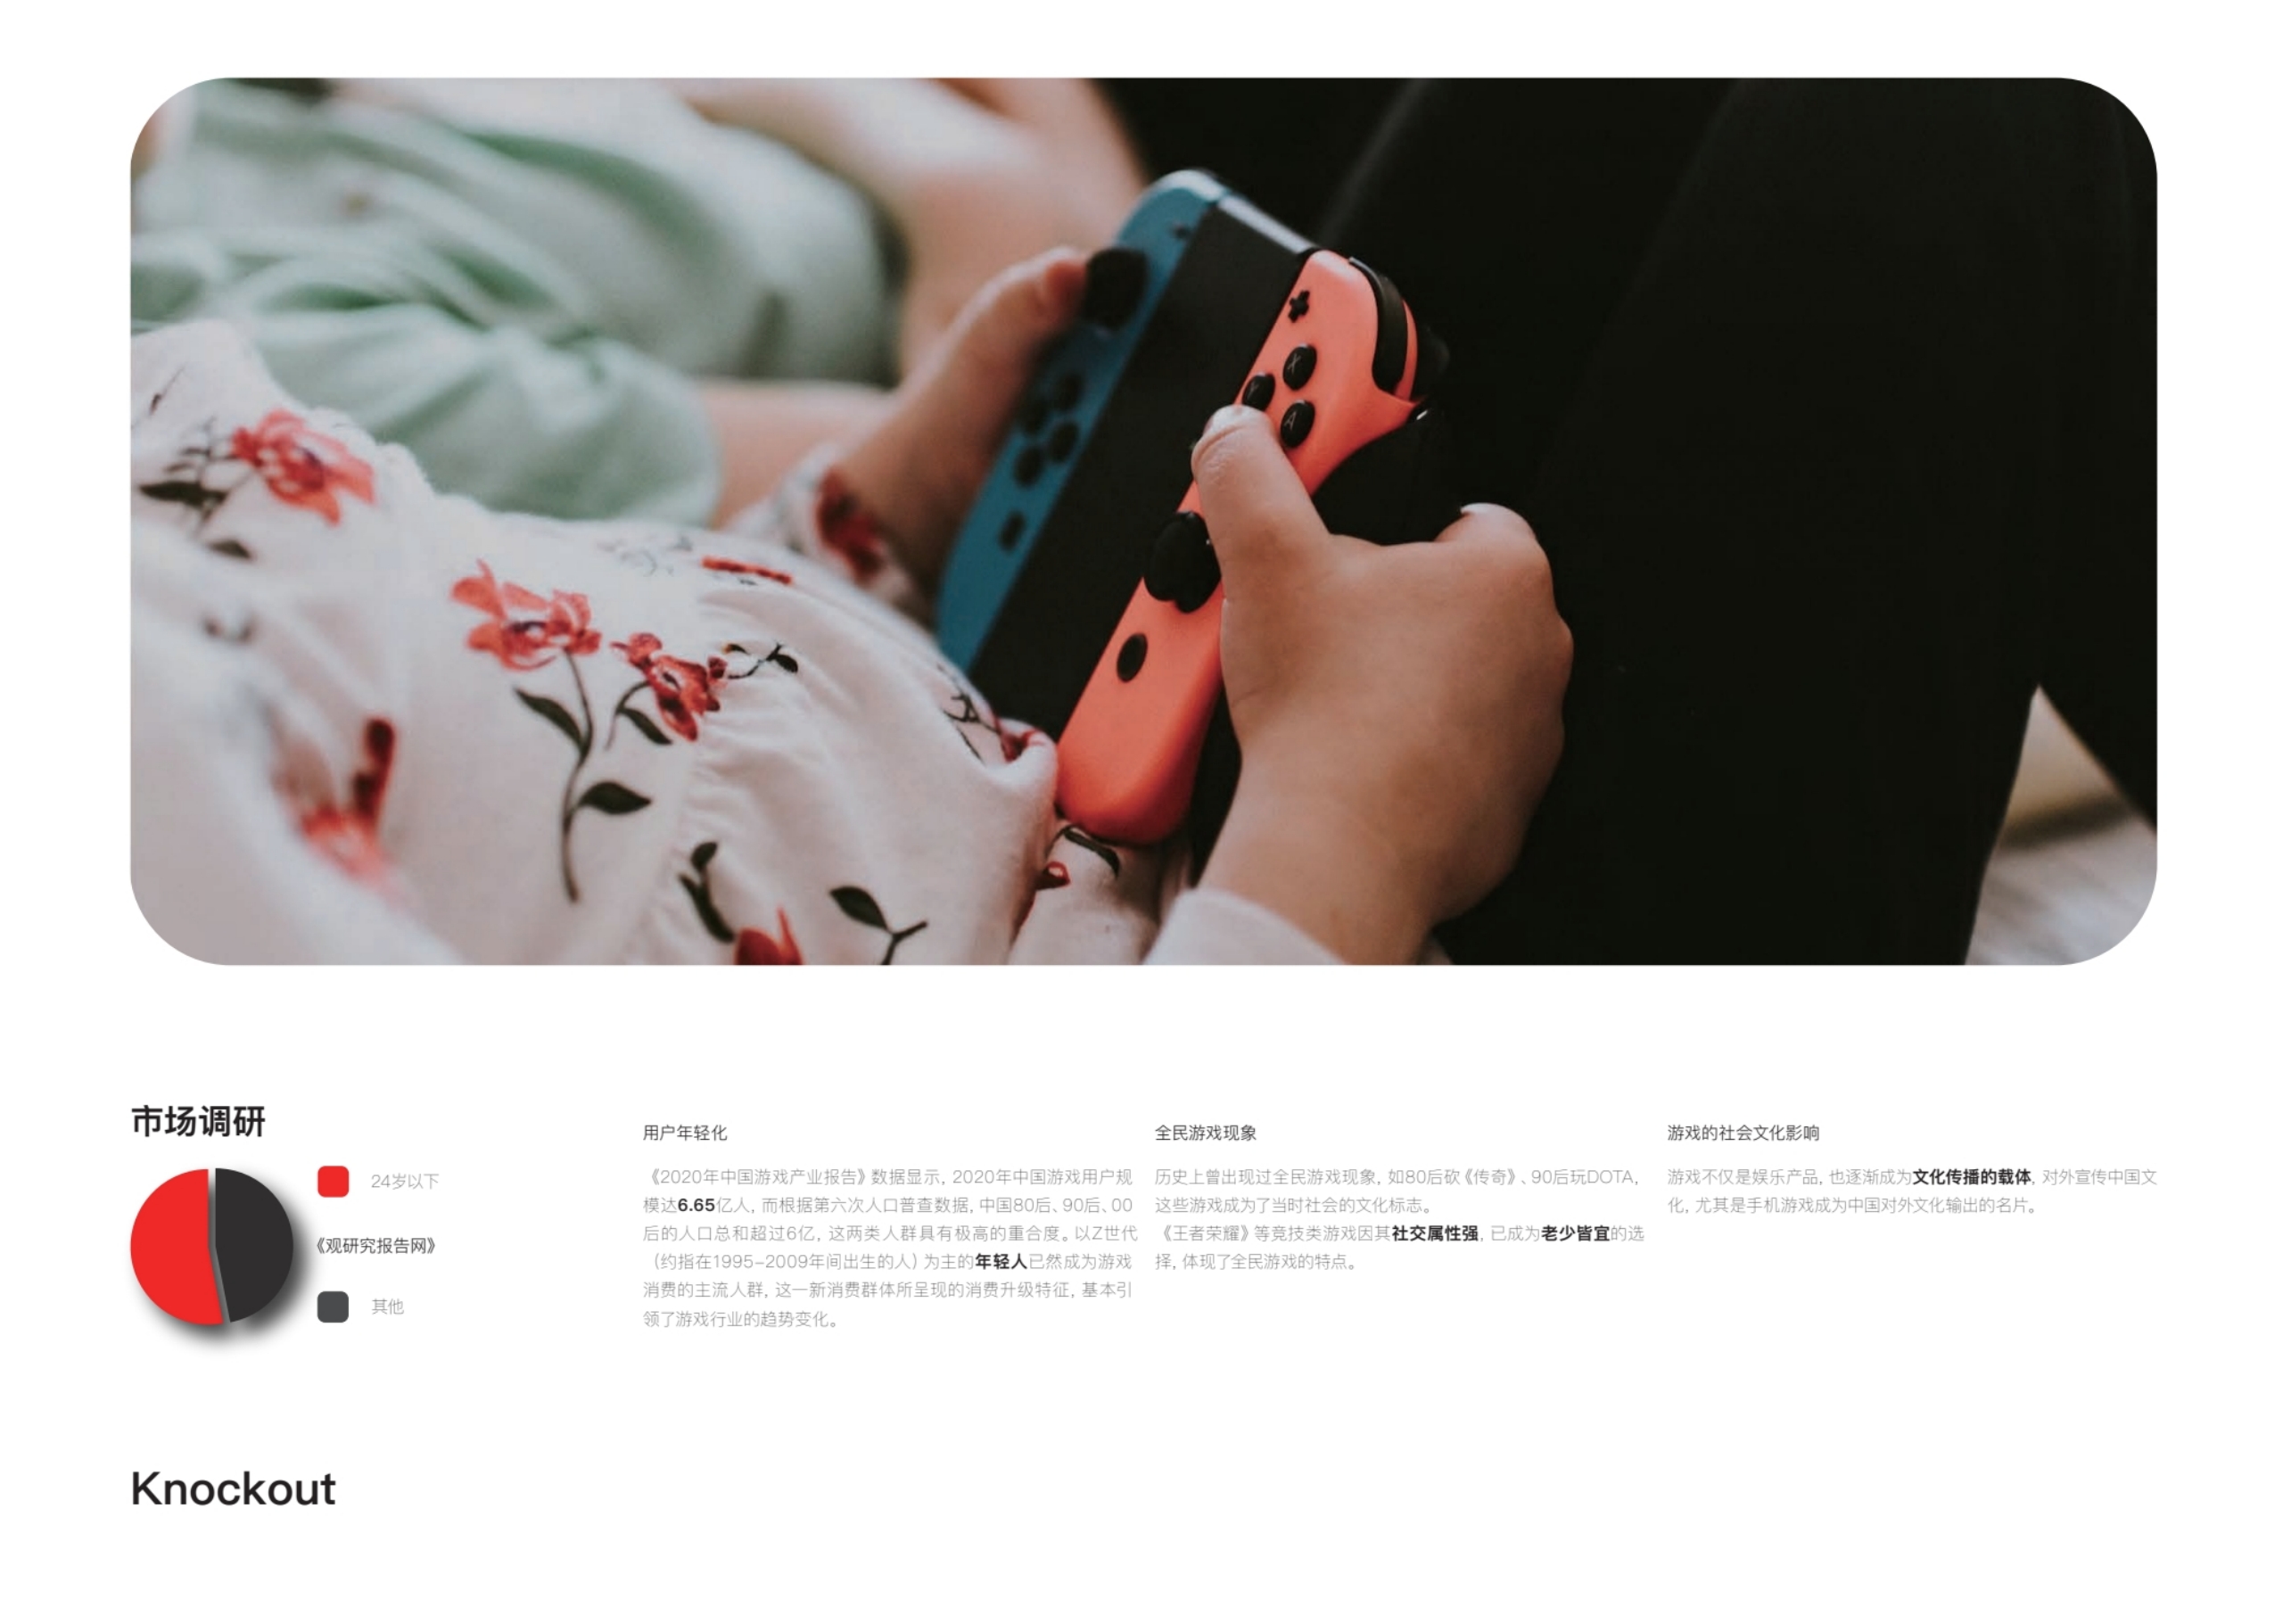 市场调研
24岁以下
《观研究报告网》
其他
用户年轻化
《2020年中国游戏产业报告》数据显示, 2020年中国游戏用户规
模达6.65亿人, 而根据第六次人口普查数据, 中国80后、90后、00
后的人口总和超过6亿, 这两类人群具有极高的重合度。以Z世代
(约指在1995-2009年间出生的人) 为主的年轻人已然成为游戏
消费的主流人群, 这一新消费群体所呈现的消费升级特征, 基本引
领了游戏行业的趋势变化。
全民游戏现象
历史上曾出现过全民游戏现象, 如80后砍《传奇》、90后玩DOTA,
这些游戏成为了当时社会的文化标志。
《王者荣耀》等竞技类游戏因其社交属性强, 已成为老少皆宜的选
择, 体现了全民游戏的特点。
游戏的社会文化影响
游戏不仅是娱乐产品, 也逐渐成为文化传播的载体, 对外宣传中国文
化, 尤其是手机游戏成为中国对外文化输出的名片。
Knockout